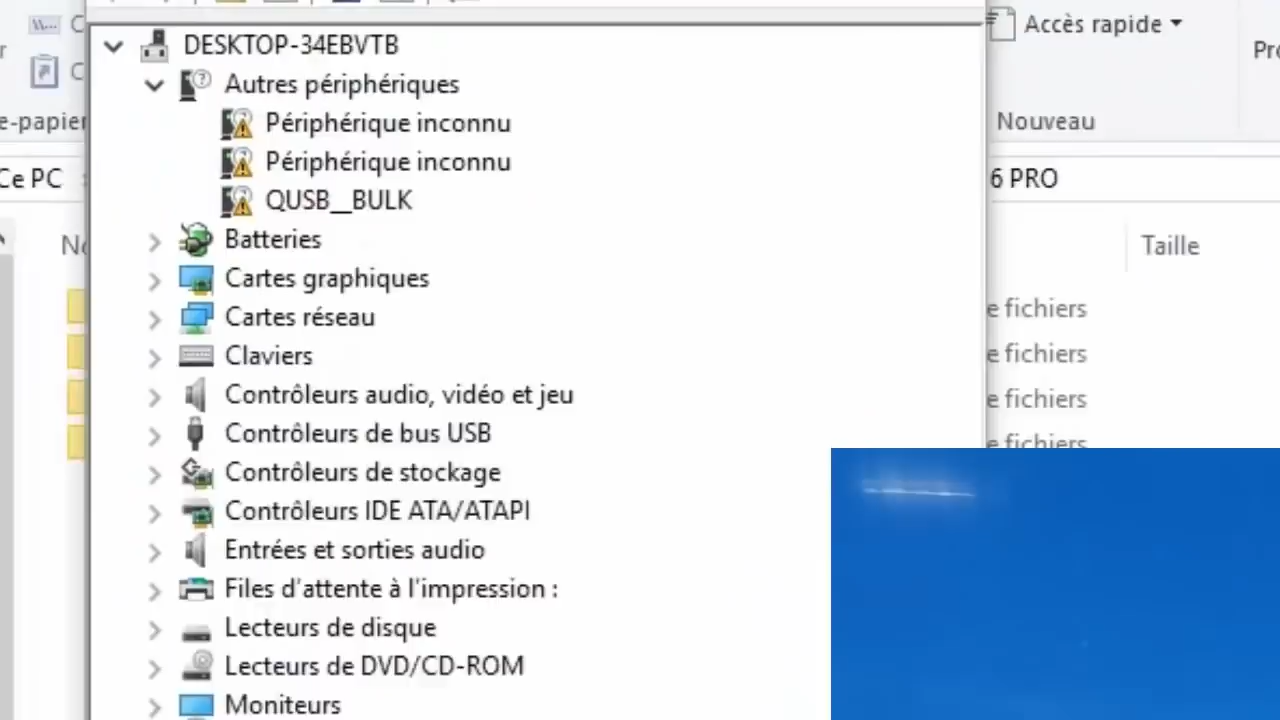 DESKTOP-34EBVTB
Accès rapide
Autres périphériques
Périphérique inconnu
Nouveau
Périphérique inconnu
Ce PC
6 PRO
QUSB__BULK
Batteries
Taille
Cartes graphiques
Cartes réseau
e fichiers
Claviers
e fichiers
Contrôleurs audio, vidéo et jeu
e fichiers
Contrôleurs de bus USB
e fichiers
Contrôleurs de stockage
Contrôleurs IDE ATA/ATAPI
Entrées et sorties audio
Files d'attente à l'impression :
Lecteurs de disque
Lecteurs de DVD/CD-ROM
Moniteurs